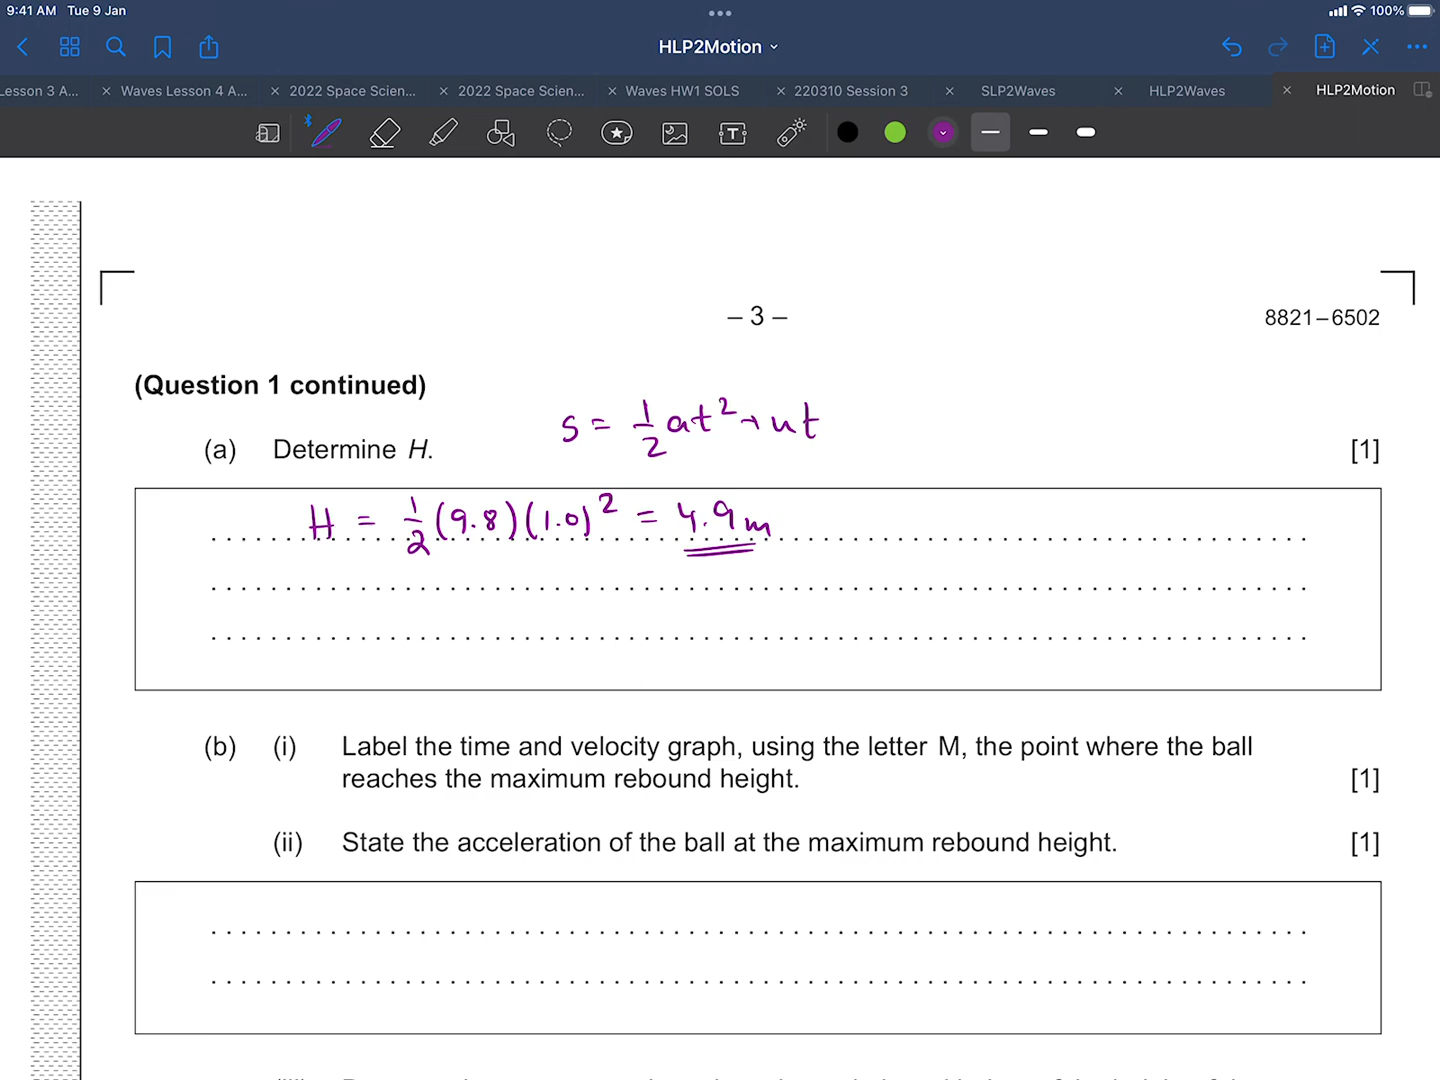 9:41 AM Tue 9 Jan
100%
HLP2Motion
Lesson 3 A...
Waves Lesson 4 A...
2022 Space Scien...
2022 Space Scien...
Waves HW1 SOLS
220310 Session 3
SLP2Waves
HLP2Waves
HLP2Motion
– 3 –
8821–6502
(Question 1 continued)
s = 1/2 at² + ut
(a) Determine H. [1]
H = 1/2 (9.8)(1.0)² = 4.9 m
(b) (i) Label the time and velocity graph, using the letter M, the point where the ball
reaches the maximum rebound height. [1]
(ii) State the acceleration of the ball at the maximum rebound height. [1]